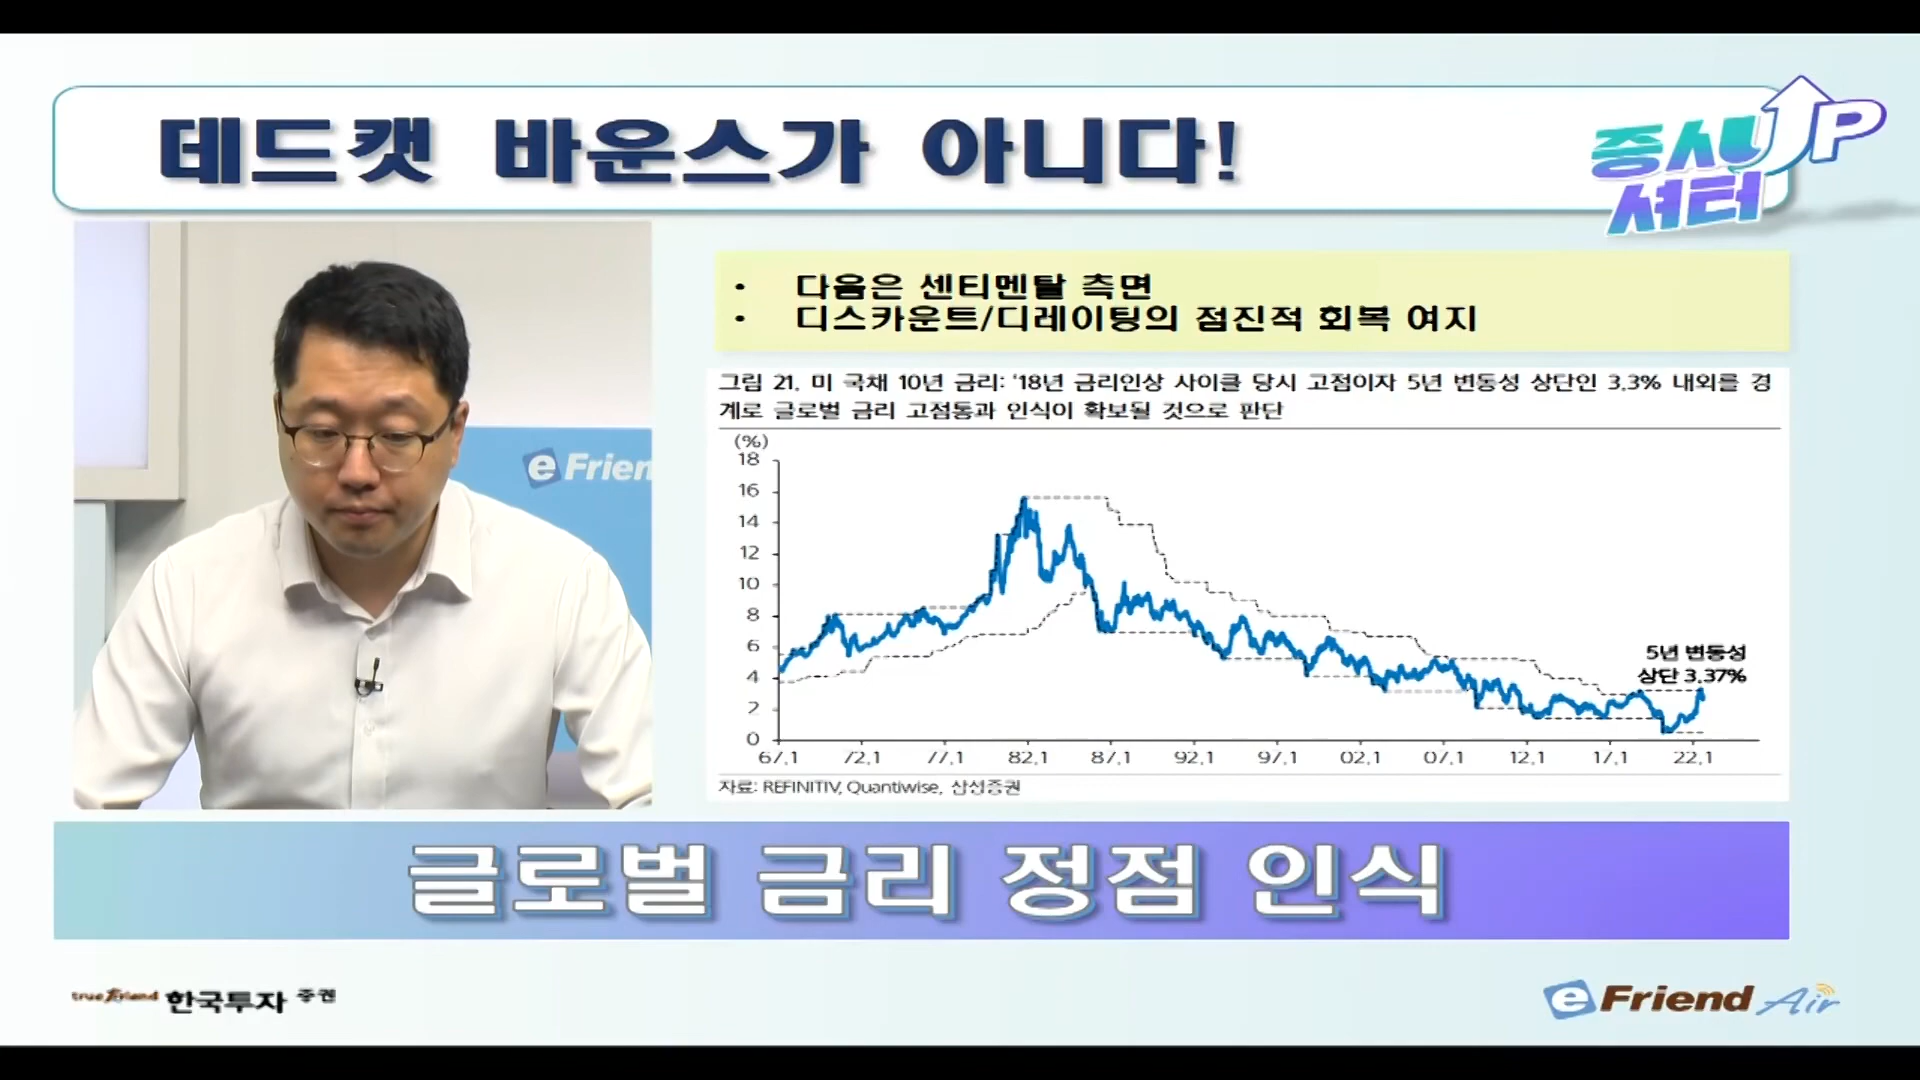 데드캣 바운스가 아니다!
증시UP
셔터
e Frien
• 다음은 센티멘탈 측면
• 디스카운트/디레이팅의 점진적 회복 여지
그림 21. 미 국채 10년 금리: ‘18년 금리인상 사이클 당시 고점이자 5년 변동성 상단인 3.3% 내외를 경
계로 글로벌 금리 고점통과 인식이 확보될 것으로 판단
(%)
18
16
14
12
10
8
6
4
2
0
5년 변동성
상단 3.37%
67.1 72.1 77.1 82.1 87.1 92.1 97.1 02.1 07.1 12.1 17.1 22.1
자료: REFINITIV, Quantiwise, 삼성증권
글로벌 금리 정점 인식
true Friend 한국투자 증권
e Friend Air